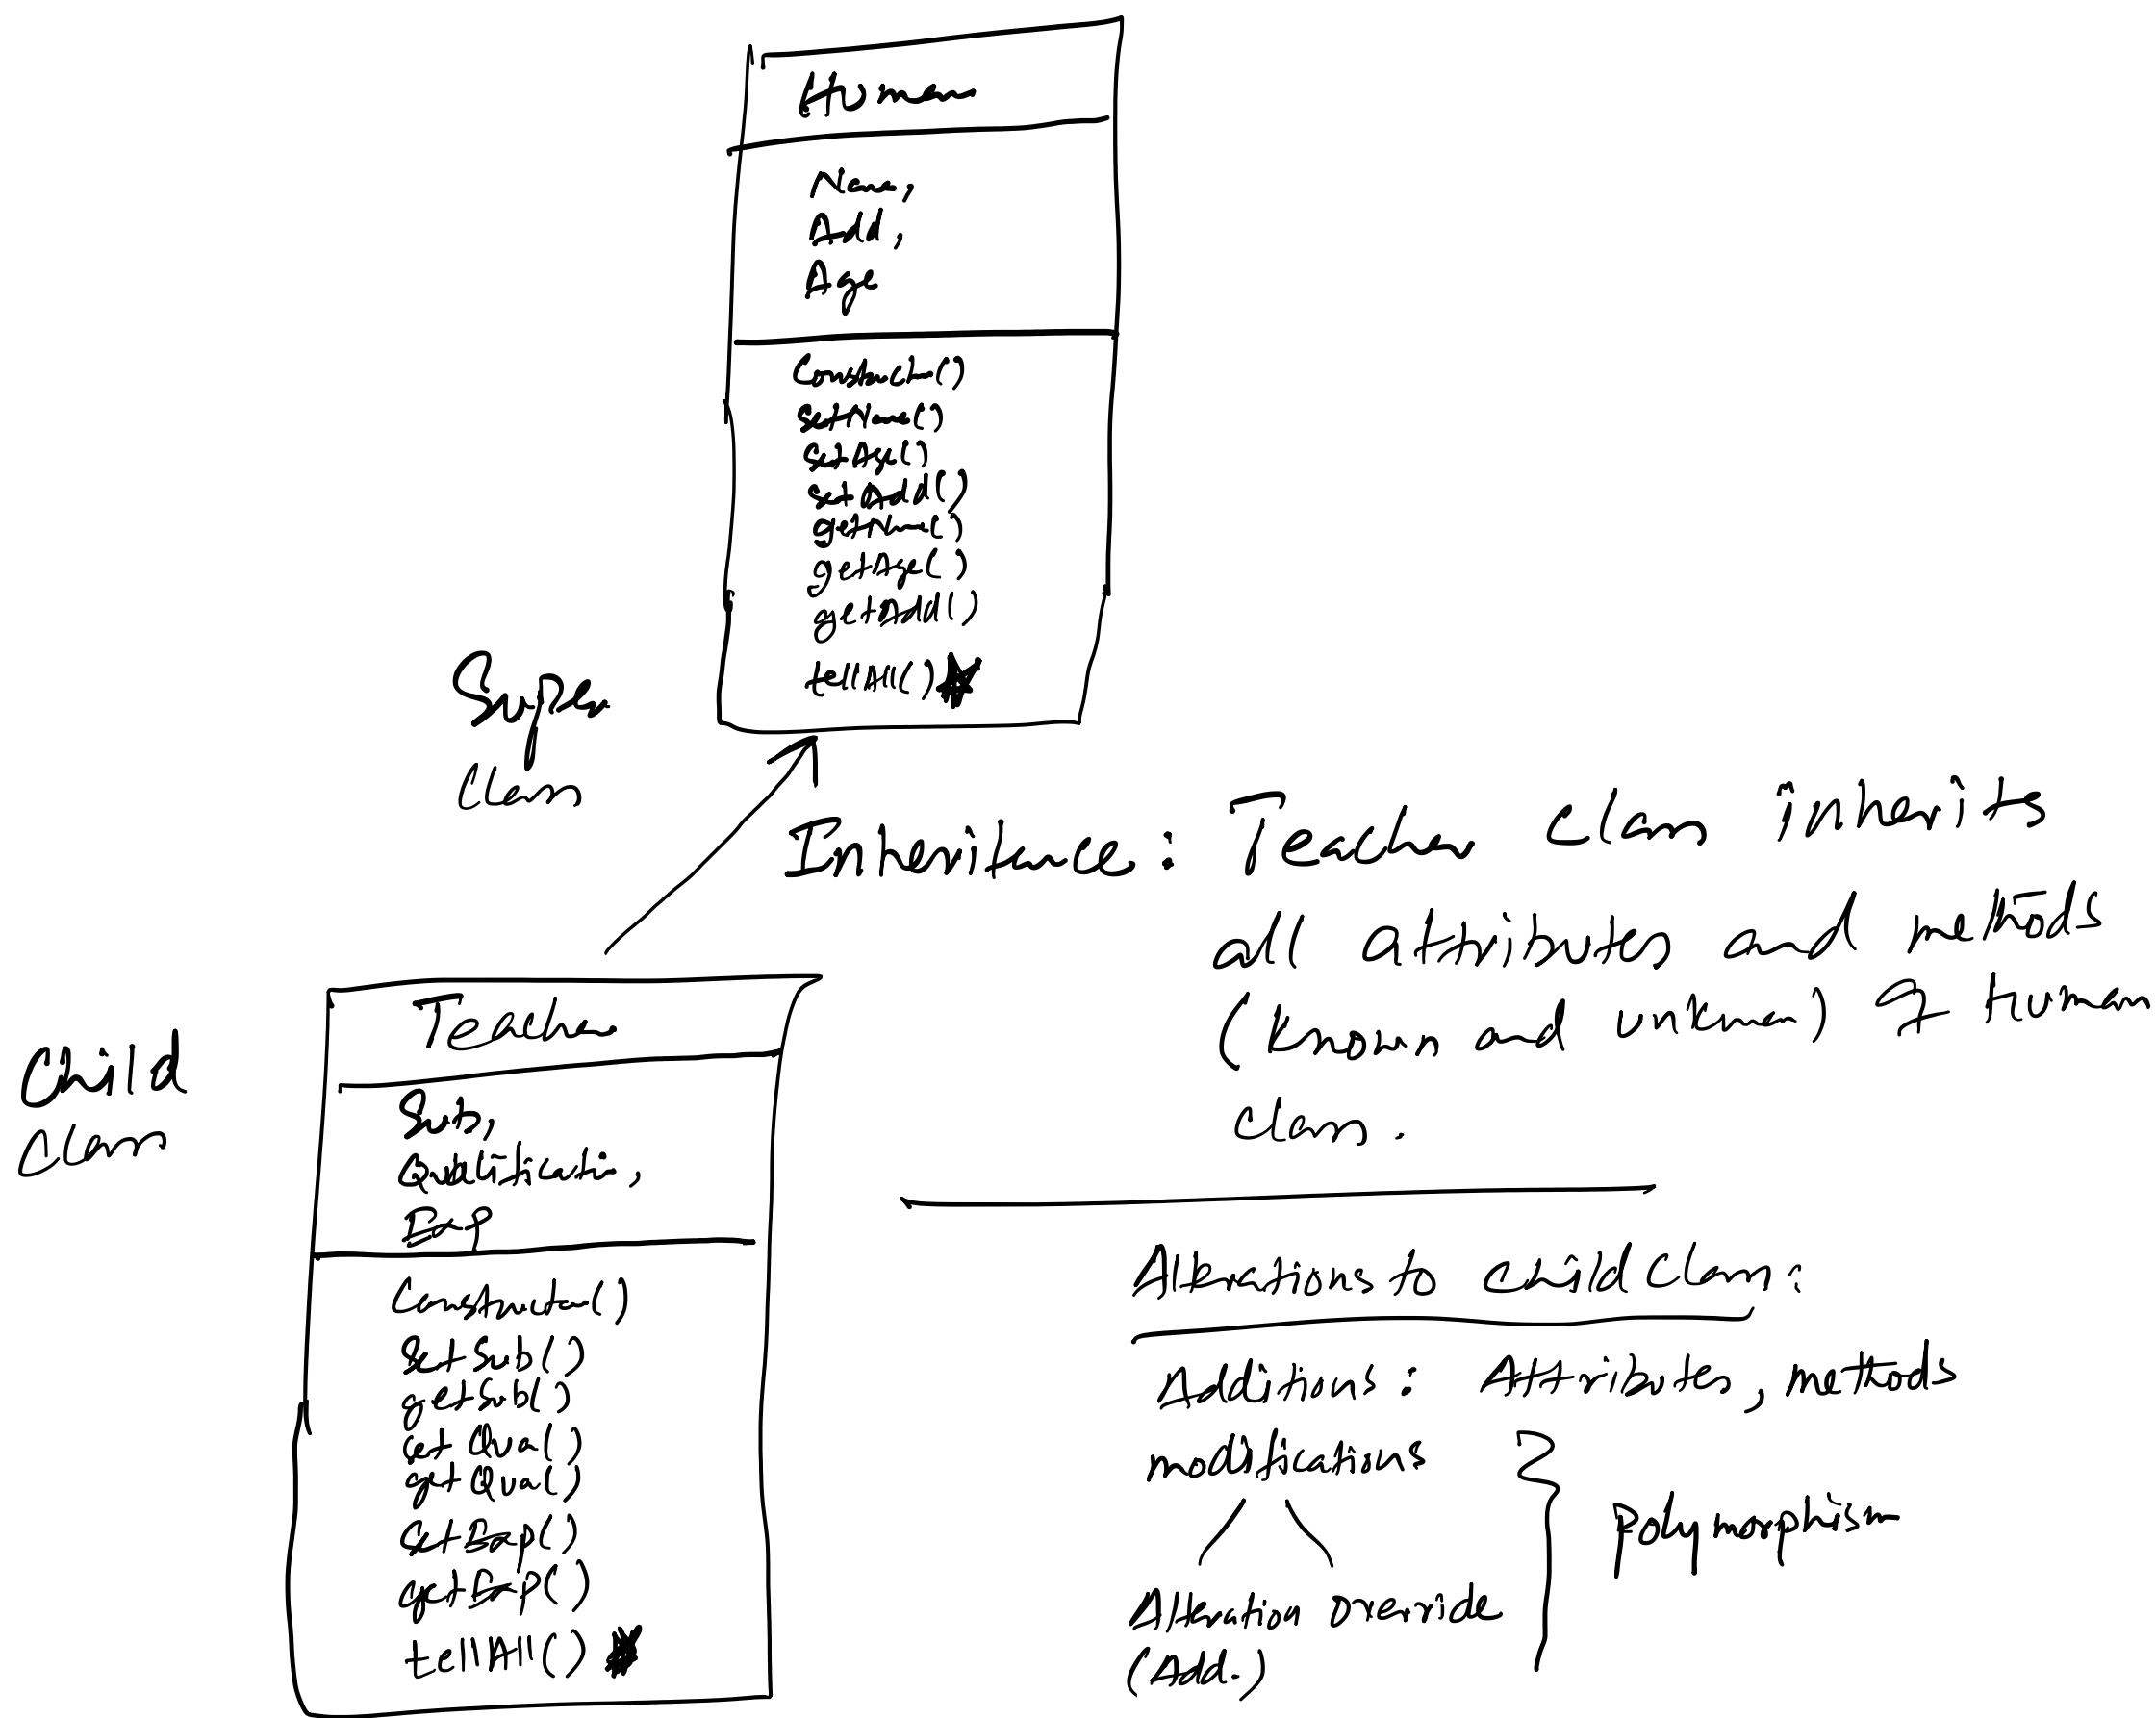 Human
Name,
Add,
Age
Constructor()
setName()
setAge()
setAdd()
getName()
getAge()
getAdd()
tellAll()
Super
Class
Inheritance: Teacher class inherits
all attributes and methods
(known and unknown) of human
class.
Child
Class
Teacher
Sub,
Qualification,
Exp
Constructor()
setSub()
getSub()
set Qua()
get Qua()
setExp()
getExp()
tellAll()
Alterations to child class:
Additions: Attributes, methods
modifications
Alteration override
(Add.)
polymorphism